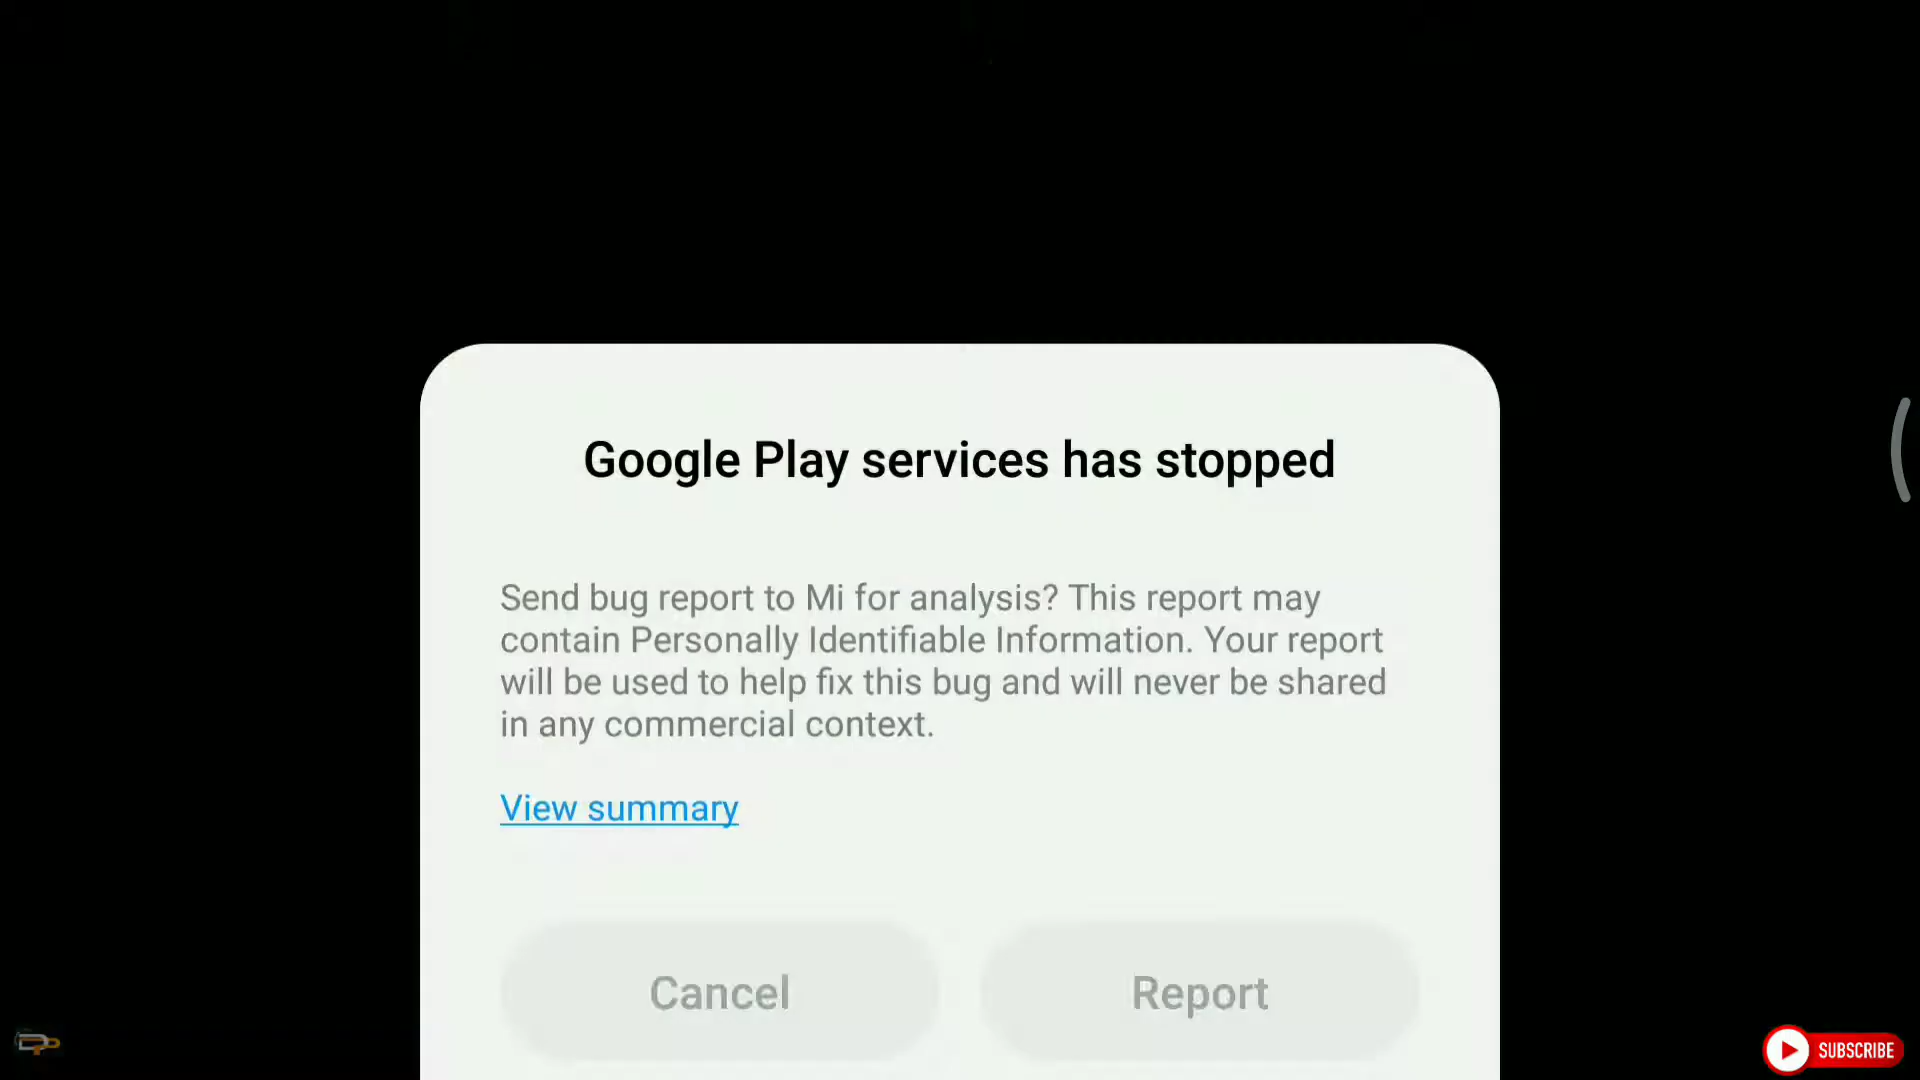 Google Play services has stopped
Send bug report to Mi for analysis? This report may
contain Personally Identifiable Information. Your report
will be used to help fix this bug and will never be shared
in any commercial context.
View summary
Cancel Report
SUBSCRIBE